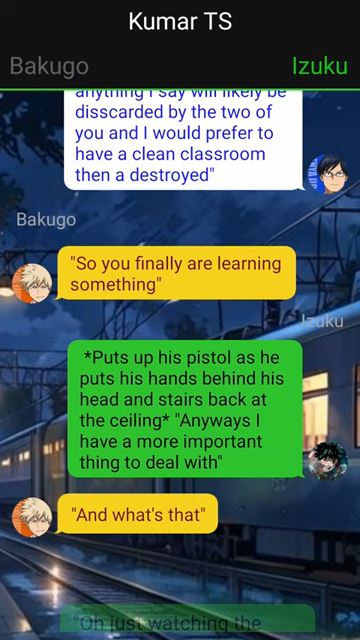 Kumar TS
Bakugo
Izuku
anything I say will likely be
disscarded by the two of
you and I would prefer to
have a clean classroom
then a destroyed"
Bakugo
"So you finally are learning
something"
Izuku
*Puts up his pistol as he
puts his hands behind his
head and stairs back at
the ceiling* "Anyways I
have a more important
thing to deal with"
"And what's that"
"Oh just watching the